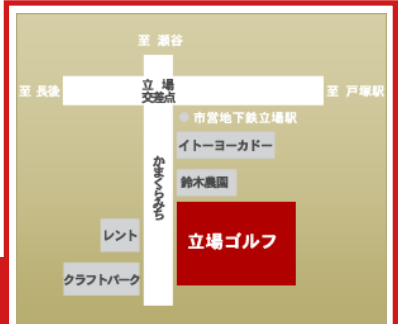 至 瀬谷
至 長後
立 場
交差点
至 戸塚駅
市営地下鉄立場駅
イトーヨーカドー
かまくらみち
鈴木農園
レント
立場ゴルフ
クラフトパーク